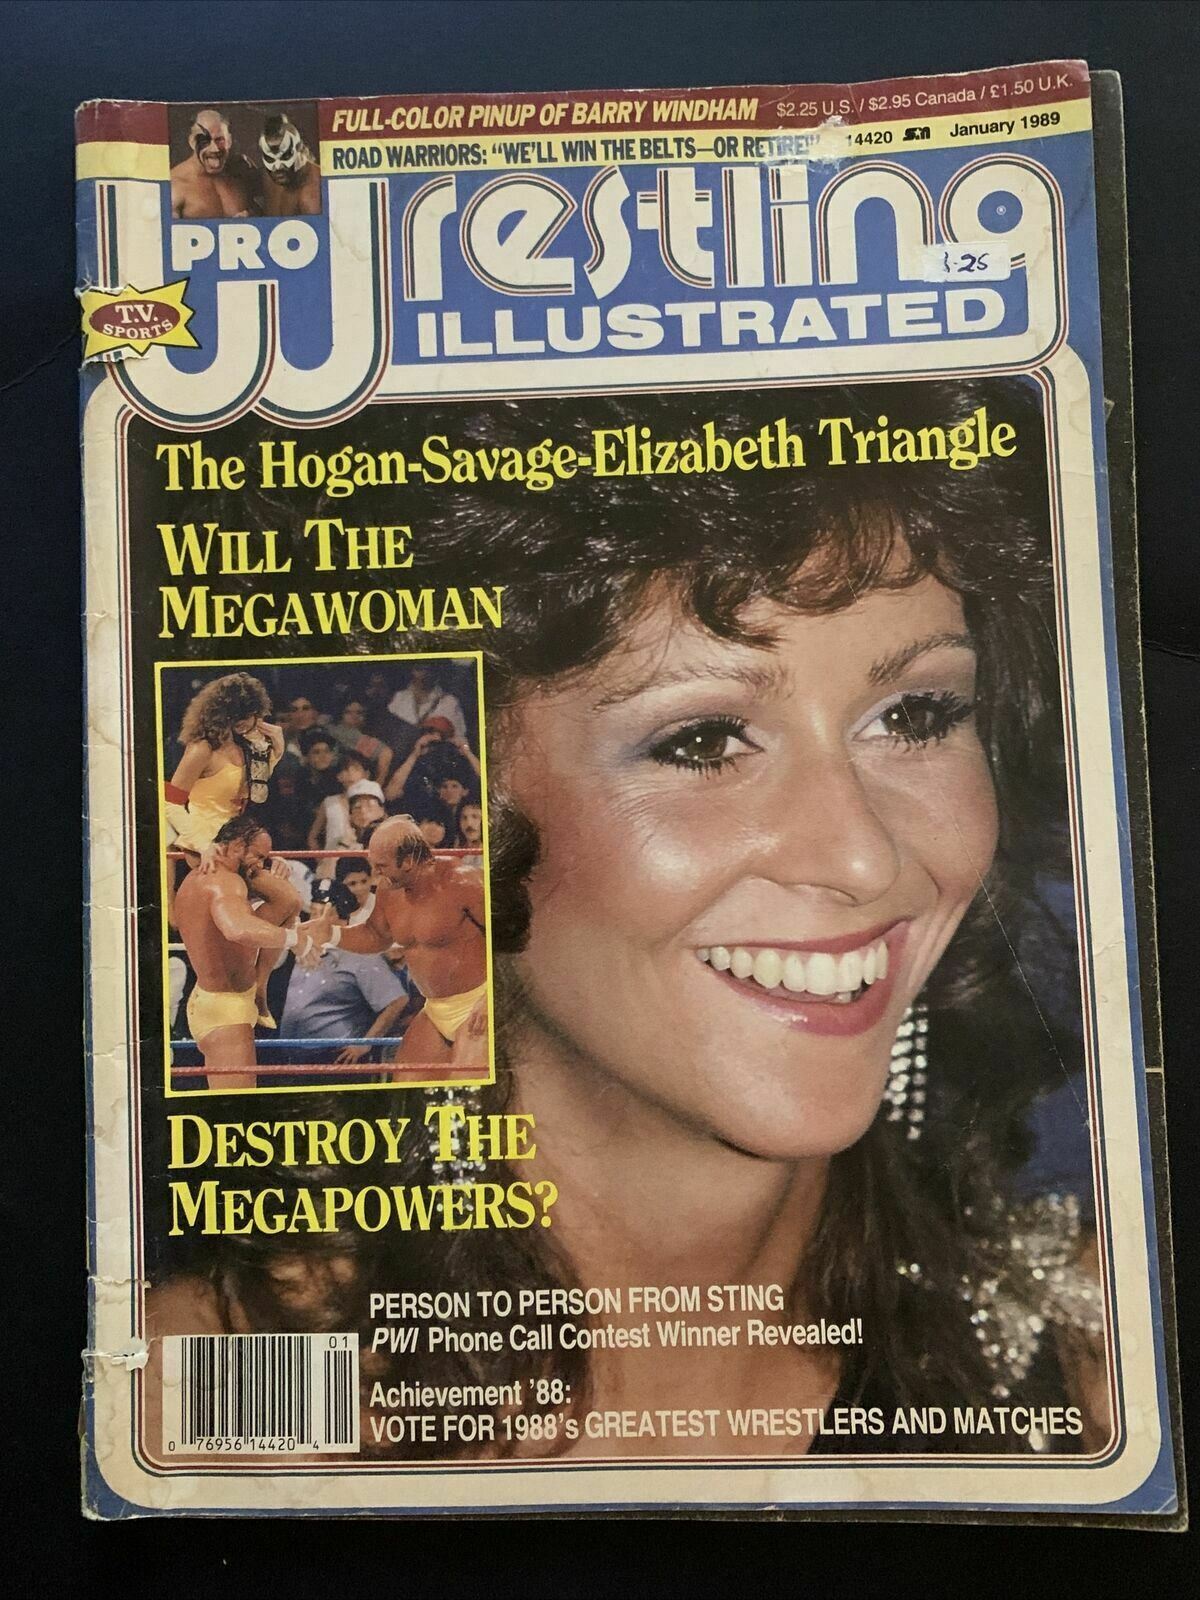 FULL-COLOR PINUP OF BARRY WINDHAM
$2.25 U.S. / $2.95 Canada / £1.50 U.K.
ROAD WARRIORS: "WE'LL WIN THE BELTS—OR RETIRE!"
14420 January 1989
PRO
Wrestling
®
ILLUSTRATED
T.V.
SPORTS
The Hogan-Savage-Elizabeth Triangle
WILL THE
MEGAWOMAN
DESTROY THE
MEGAPOWERS?
PERSON TO PERSON FROM STING
PWI Phone Call Contest Winner Revealed!
Achievement '88:
VOTE FOR 1988's GREATEST WRESTLERS AND MATCHES
01
0 76956 14420 4